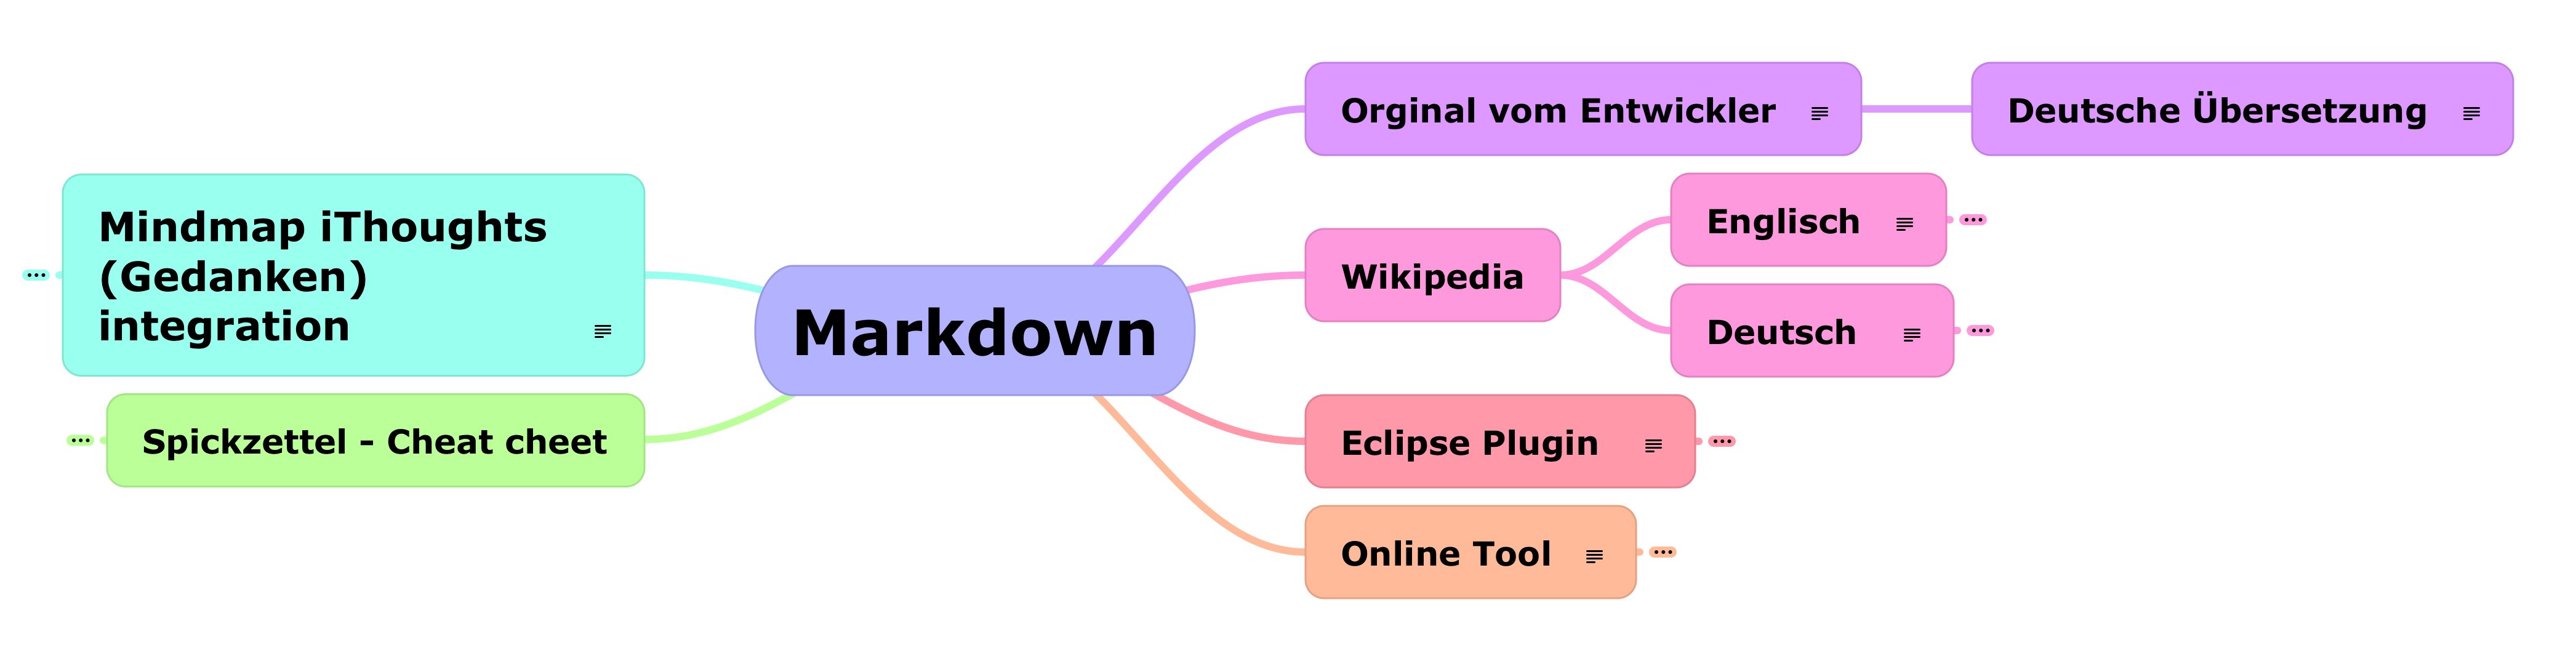 Markdown
Orginal vom Entwickler
Deutsche Übersetzung
Wikipedia
Englisch
Deutsch
Eclipse Plugin
Online Tool
Mindmap iThoughts
(Gedanken)
integration
Spickzettel - Cheat cheet